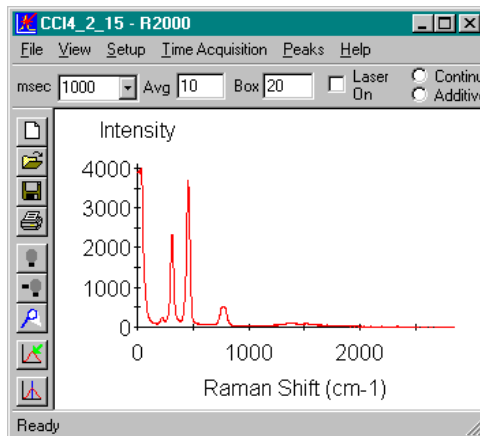 CCl4_2_15 - R2000
File View Setup Time Acquisition Peaks Help
msec 1000 Avg 10 Box 20 Laser On Continu
Additive
Intensity
4000
3000
2000
1000
0
0 1000 2000
Raman Shift (cm-1)
Ready